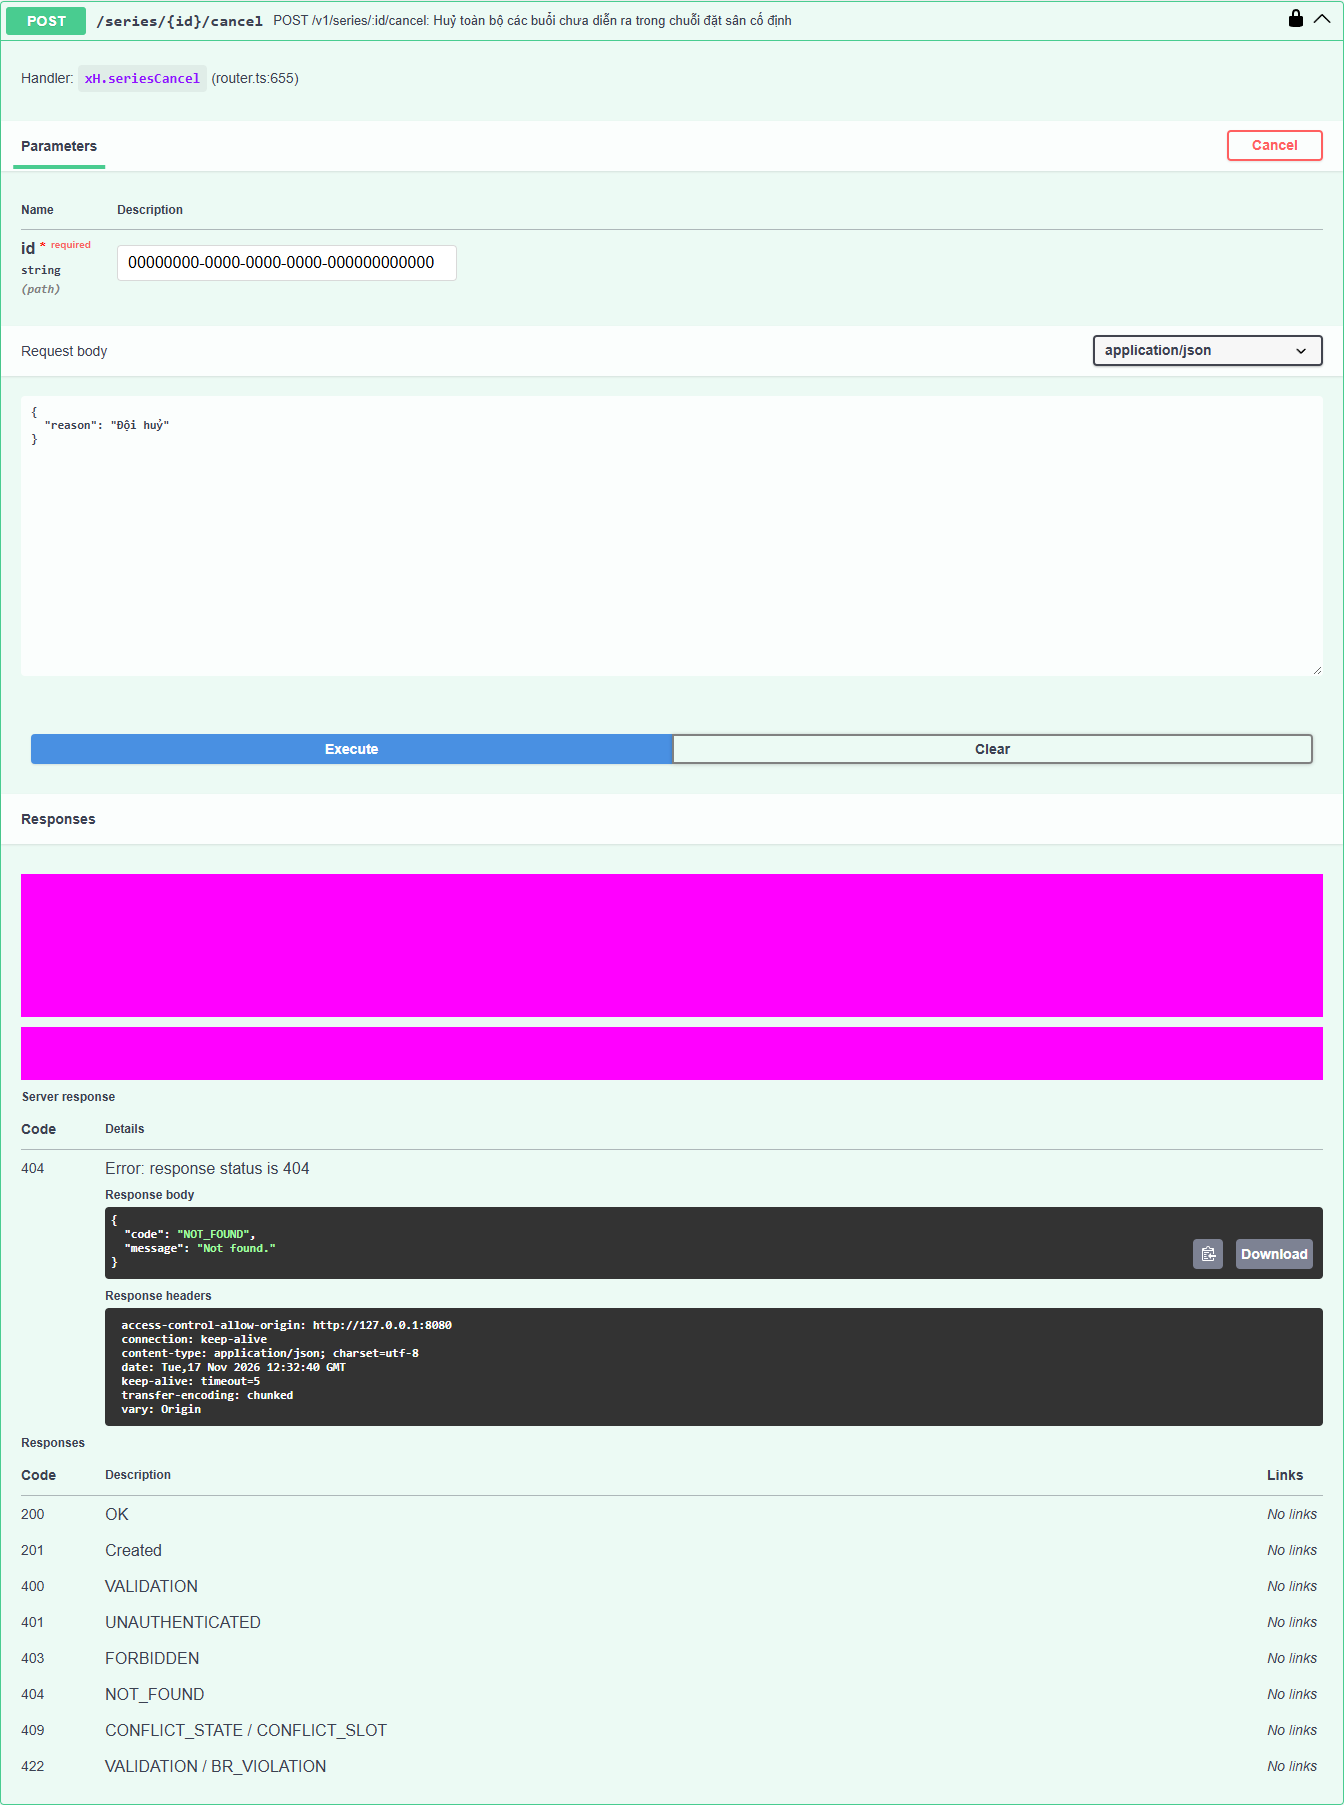 POST /series/{id}/cancel POST /v1/series/:id/cancel: Huỷ toàn bộ các buổi chưa diễn ra trong chuỗi đặt sân cố định
Handler: xH.seriesCancel (router.ts:655)
Parameters
Cancel
Name Description
id * required
string
(path)
00000000-0000-0000-0000-000000000000
Request body
application/json
{
"reason": "Đội huỷ"
}
Execute Clear
Responses
Server response
Code Details
404 Error: response status is 404
Response body
{
"code": "NOT_FOUND",
"message": "Not found."
}
Download
Response headers
access-control-allow-origin: http://127.0.0.1:8080
connection: keep-alive
content-type: application/json; charset=utf-8
date: Tue,17 Nov 2026 12:32:40 GMT
keep-alive: timeout=5
transfer-encoding: chunked
vary: Origin
Responses
Code Description Links
200 OK No links
201 Created No links
400 VALIDATION No links
401 UNAUTHENTICATED No links
403 FORBIDDEN No links
404 NOT_FOUND No links
409 CONFLICT_STATE / CONFLICT_SLOT No links
422 VALIDATION / BR_VIOLATION No links